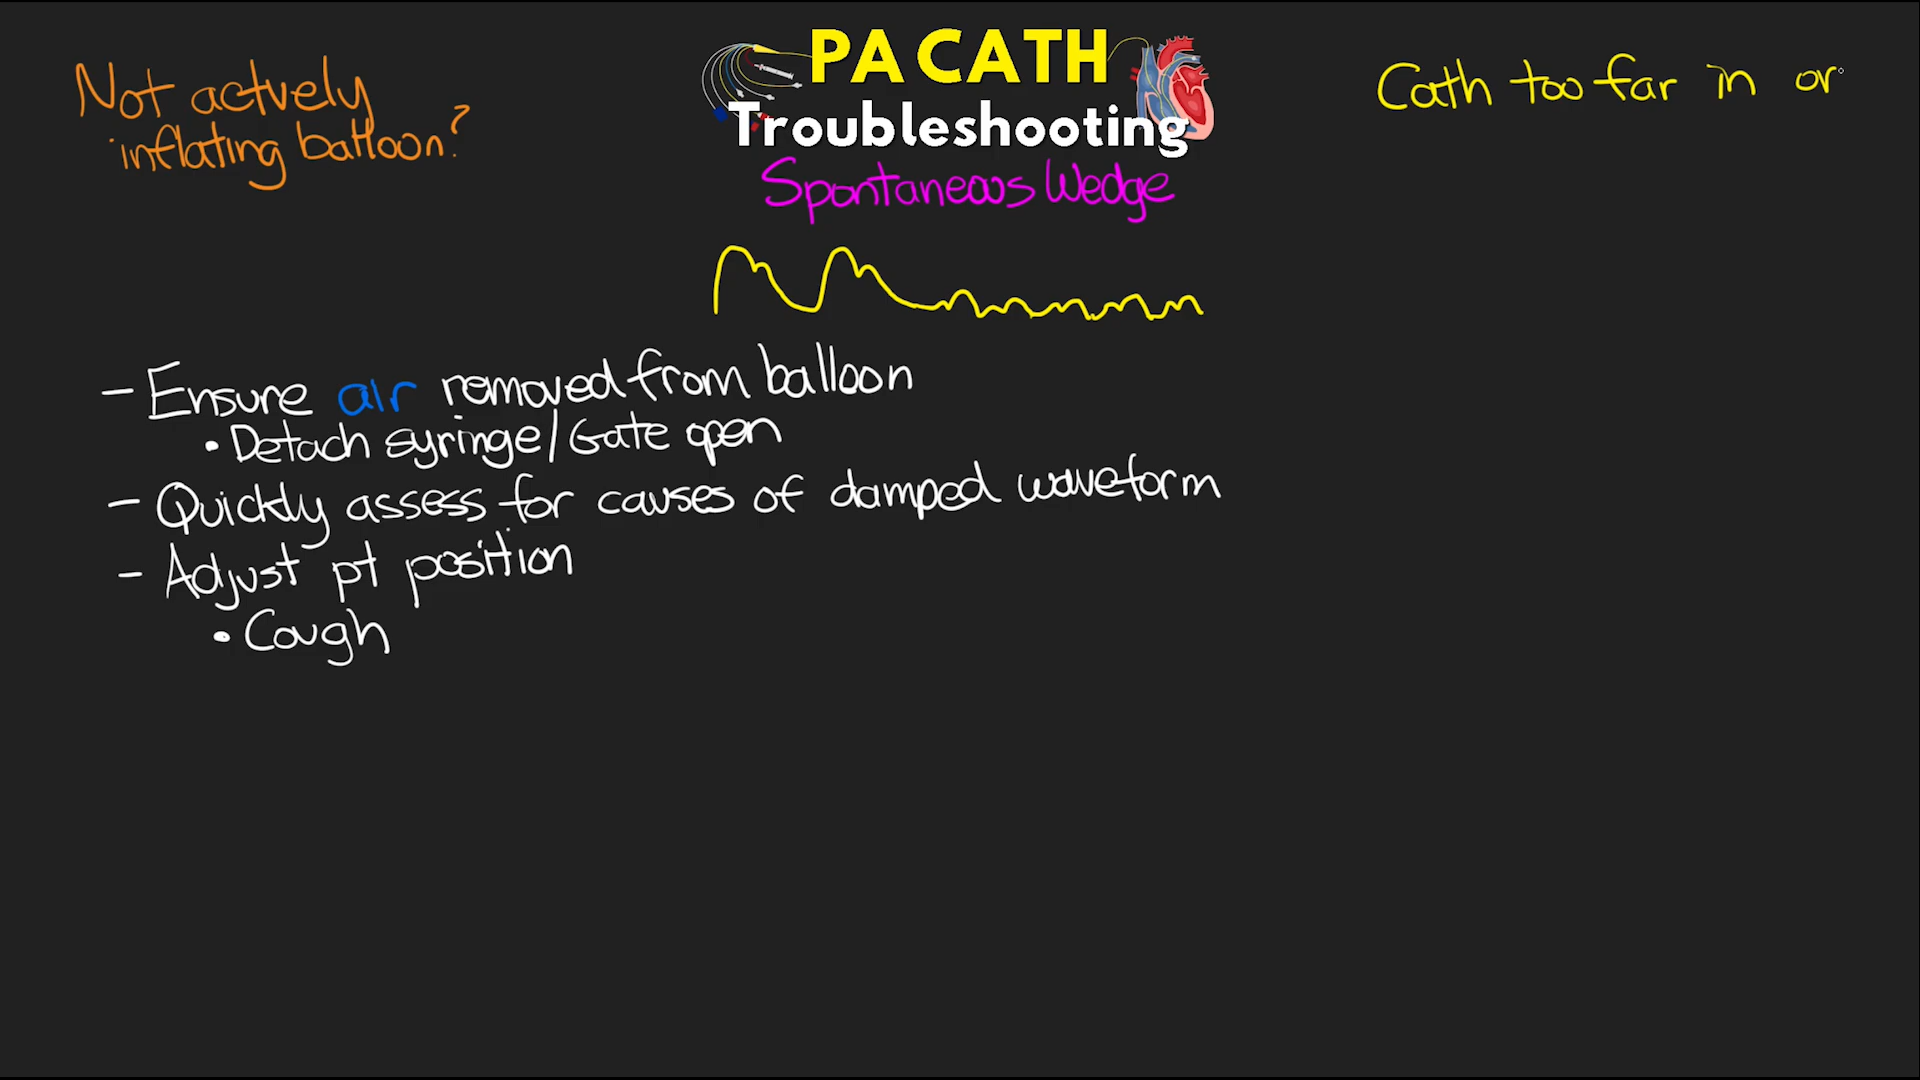 PA CATH
Troubleshooting
Spontaneous Wedge
Not actively
inflating balloon?
Cath too far in or
- Ensure air removed from balloon
• Detach syringe/Gate open
- Quickly assess for causes of damped waveform
- Adjust pt position
• Cough